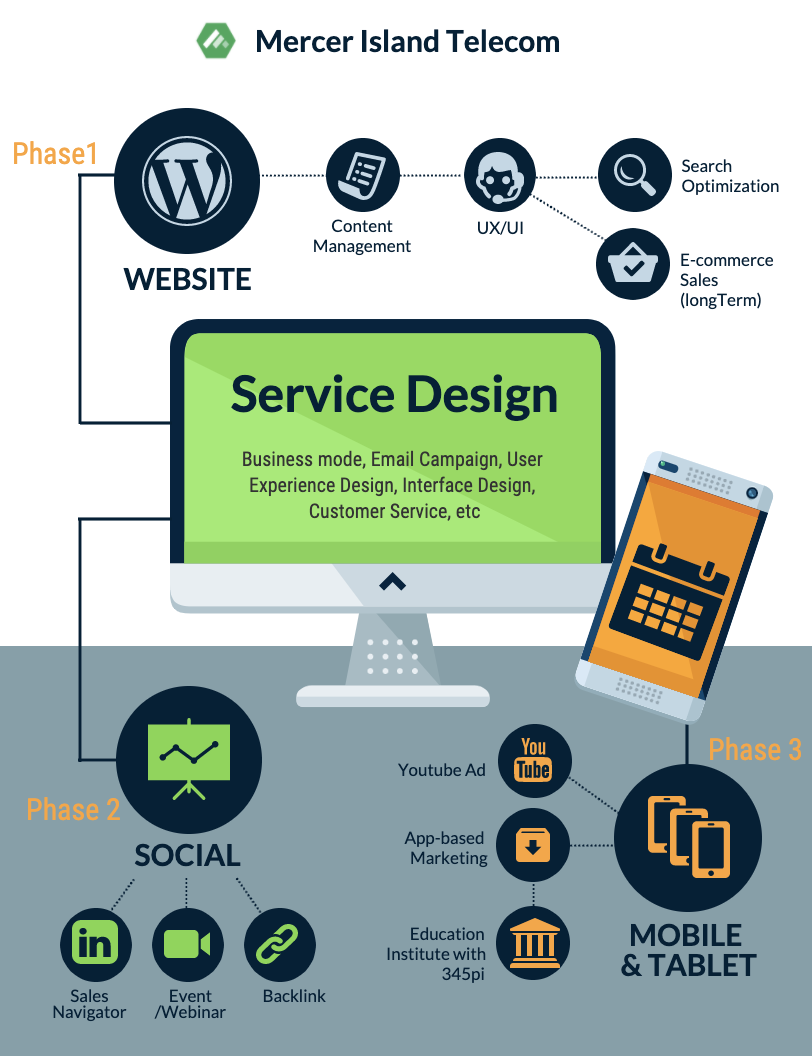 Mercer Island Telecom
Phase1
WEBSITE
Content
Management
UX/UI
Search
Optimization
E-commerce
Sales
(longTerm)
Service Design
Business mode, Email Campaign, User
Experience Design, Interface Design,
Customer Service, etc
Phase 2
SOCIAL
in
Sales
Navigator
Event
/Webinar
Backlink
Phase 3
MOBILE
& TABLET
You
Tube
Youtube Ad
App-based
Marketing
Education
Institute with
345pi